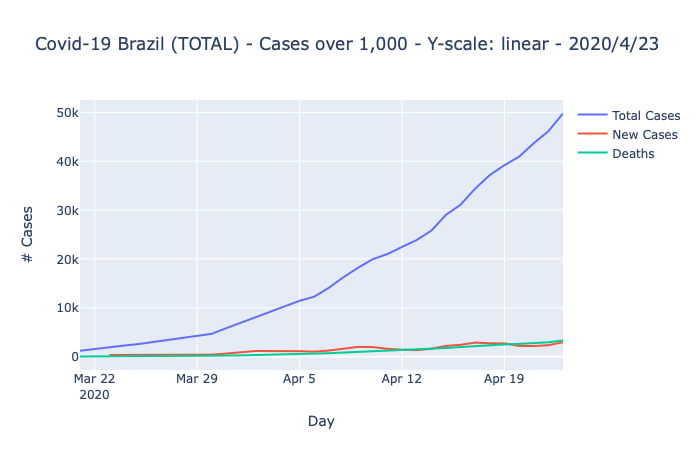 Covid-19 Brazil (TOTAL) - Cases over 1,000 - Y-scale: linear - 2020/4/23
50k
40k
30k
20k
10k
0
# Cases
Mar 22
2020
Mar 29
Apr 5
Apr 12
Apr 19
Day
Total Cases
New Cases
Deaths